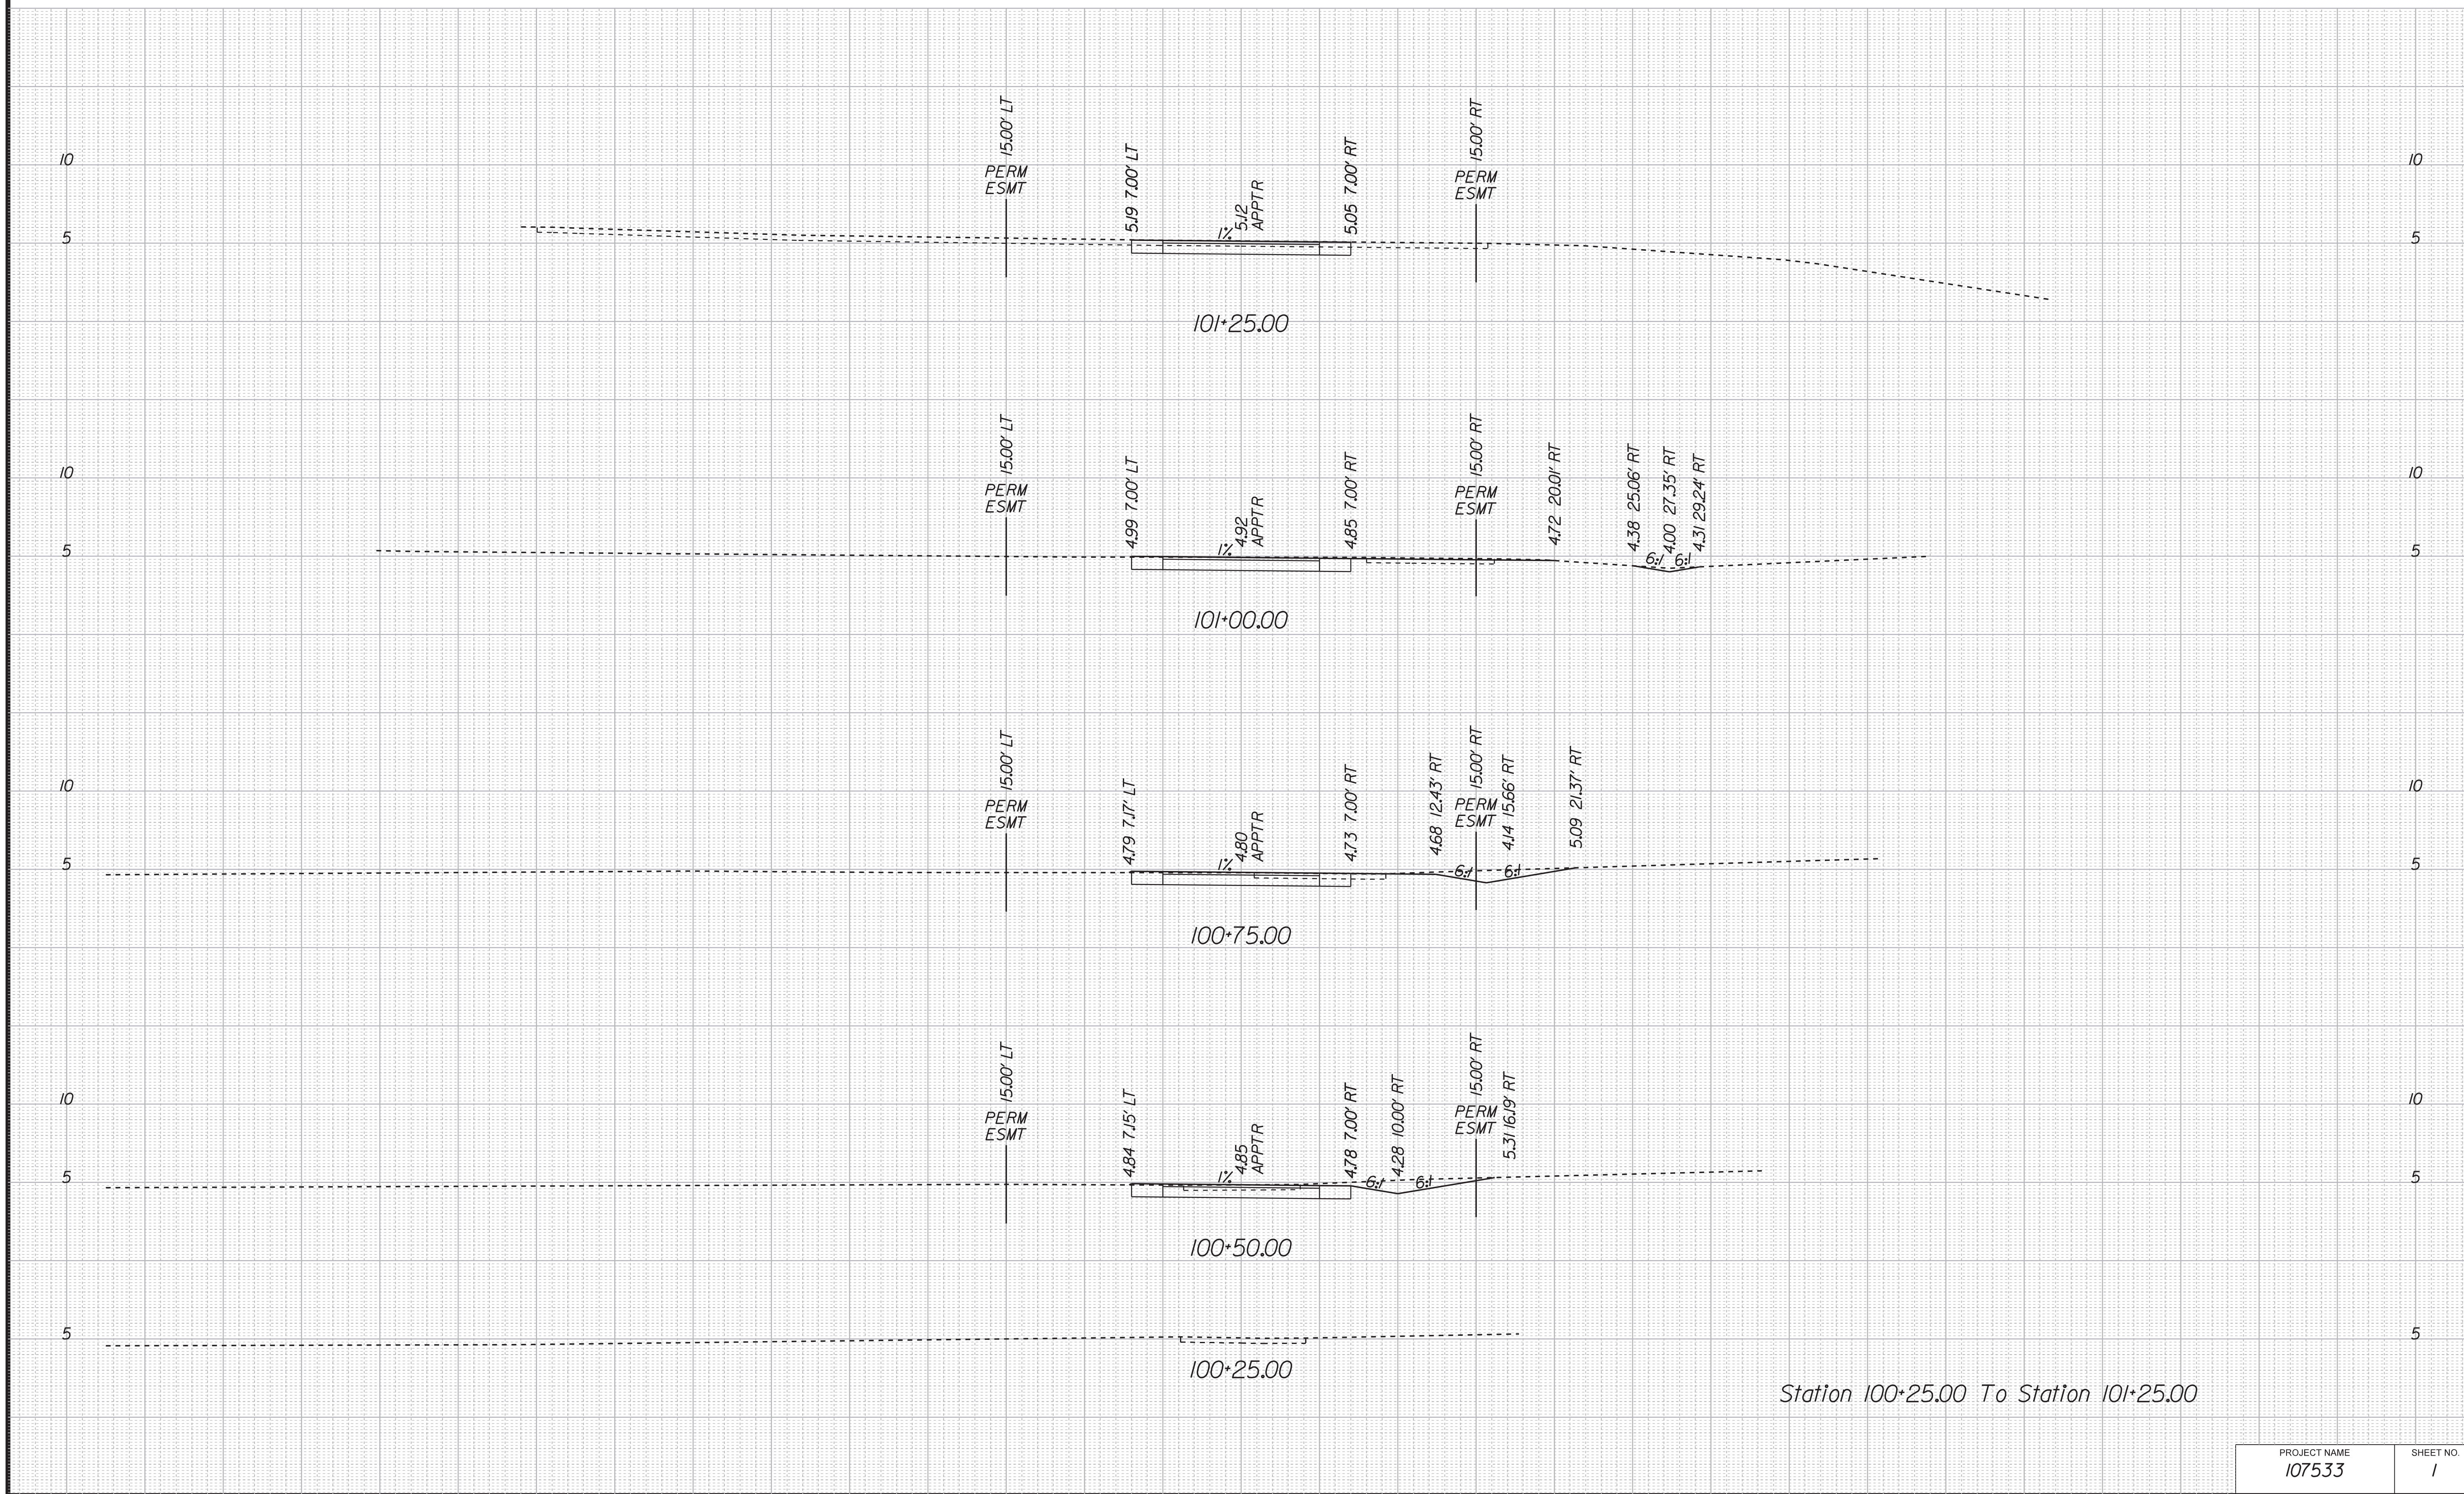 15.00' LT
PERM
ESMT
5.19 7.00' LT
1%
5.12
APPTR
5.05 7.00' RT
15.00' RT
PERM
ESMT
10
10
5
5
101+25.00
15.00' LT
PERM
ESMT
4.99 7.00' LT
1%
4.92
APPTR
4.85 7.00' RT
15.00' RT
PERM
ESMT
4.72 20.01' RT
4.38 25.06' RT
6:1
4.00 27.35' RT
6:1
4.31 29.24' RT
10
10
5
5
101+00.00
15.00' LT
PERM
ESMT
4.79 7.17' LT
1%
4.80
APPTR
4.73 7.00' RT
4.68 12.43' RT
6:1
15.00' RT
PERM
ESMT
4.14 15.66' RT
6:1
5.09 21.37' RT
10
10
5
5
100+75.00
15.00' LT
PERM
ESMT
4.84 7.15' LT
1%
4.85
APPTR
4.78 7.00' RT
6:1
4.28 10.00' RT
6:1
15.00' RT
PERM
ESMT
5.31 16.19' RT
10
10
5
5
100+50.00
5
5
100+25.00
Station 100+25.00 To Station 101+25.00
PROJECT NAME
107533
SHEET NO.
1